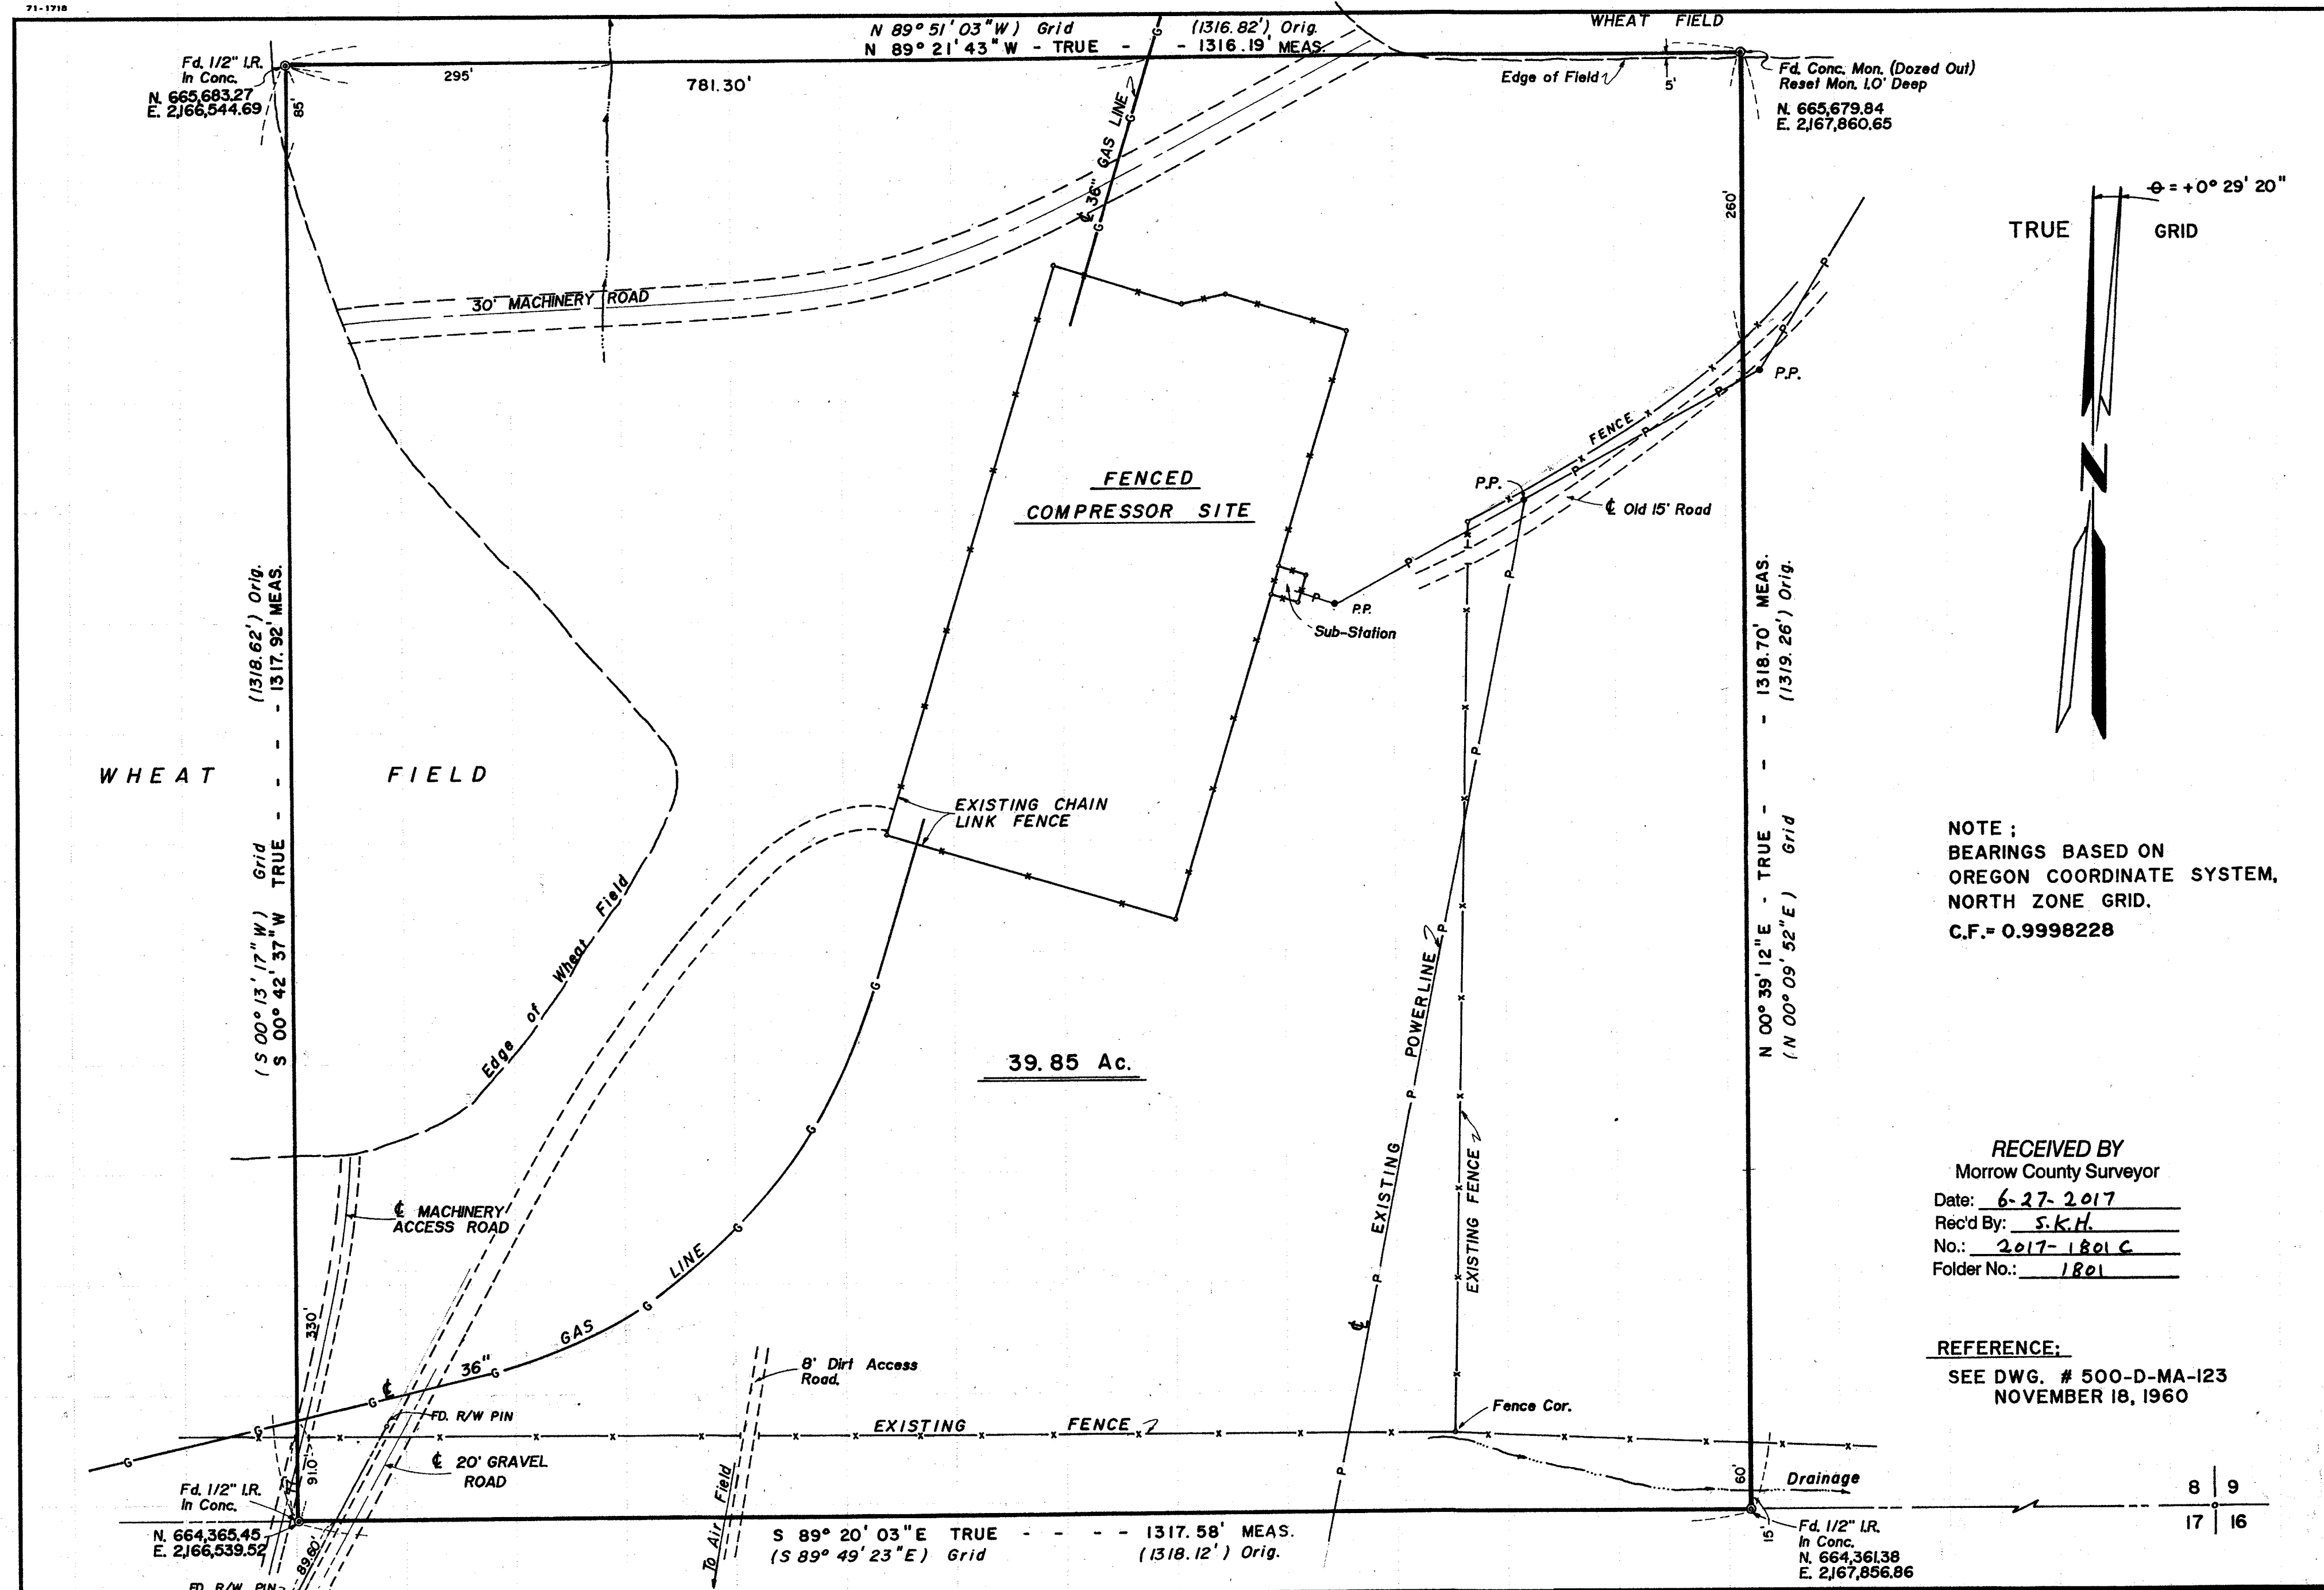 71-1718
N 89° 51' 03" W) Grid (1316.82') Orig.
N 89° 21' 43" W - TRUE - - 1316.19' MEAS.
WHEAT FIELD
Fd. 1/2" I.R.
In Conc.
N. 665,683.27
E. 2,166,544.69
295'
781.30'
85'
Edge of Field
5'
Fd. Conc. Mon. (Dozed Out)
Reset Mon. 1.0' Deep
N. 665,679.84
E. 2,167,860.65
℄ 36" GAS LINE
260'
Θ = +0° 29' 20"
TRUE GRID
N
30' MACHINERY ROAD
P.P.
FENCE
P.P.
℄ Old 15' Road
FENCED
COMPRESSOR SITE
P.P.
Sub-Station
(1318.62') Orig.
- 1317.92' MEAS.
(S 00° 13' 17" W) Grid
S 00° 42' 37" W TRUE - - -
1318.70' MEAS.
(1319.26') Orig.
N 00° 39' 12" E - TRUE - - -
(N 00° 09' 52" E) Grid
WHEAT FIELD
EXISTING CHAIN
LINK FENCE
Edge of Wheat Field
NOTE :
BEARINGS BASED ON
OREGON COORDINATE SYSTEM,
NORTH ZONE GRID.
C.F.= 0.9998228
39.85 Ac.
℄ EXISTING POWERLINE
EXISTING FENCE
℄ MACHINERY
ACCESS ROAD
RECEIVED BY
Morrow County Surveyor
Date: 6-27-2017
Rec'd By: S.K.H.
No.: 2017-1801 C
Folder No.: 1801
330'
℄ 36" GAS LINE
8' Dirt Access
Road.
REFERENCE:
SEE DWG. # 500-D-MA-123
NOVEMBER 18, 1960
FD. R/W PIN
EXISTING FENCE
Fence Cor.
℄ 20' GRAVEL
ROAD
91.0'
To Air Field
60'
Drainage
8 | 9
17 | 16
Fd. 1/2" I.R.
In Conc.
N. 664,365.45
E. 2,166,539.52
89.60'
S 89° 20' 03" E TRUE - - - - 1317.58' MEAS.
(S 89° 49' 23" E) Grid (1318.12') Orig.
15'
Fd. 1/2" I.R.
In Conc.
N. 664,361.38
E. 2,167,856.86
FD. R/W PIN